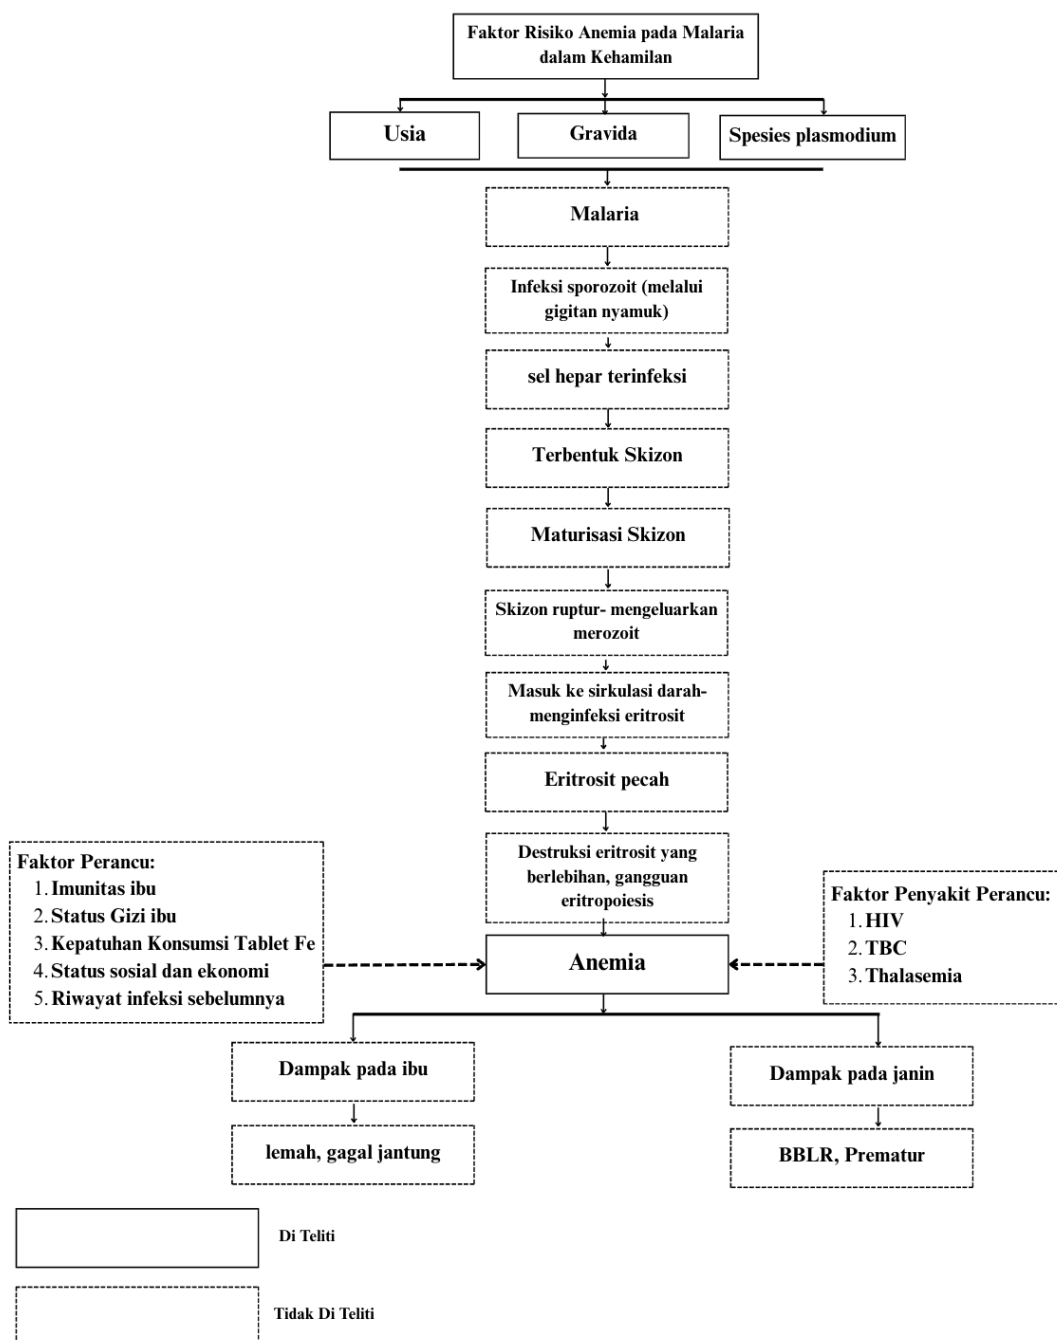 Faktor Risiko Anemia pada Malaria
dalam Kehamilan
Usia
Gravida
Spesies plasmodium
Malaria
Infeksi sporozoit (melalui
gigitan nyamuk)
sel hepar terinfeksi
Terbentuk Skizon
Maturisasi Skizon
Skizon ruptur- mengeluarkan
merozoit
Masuk ke sirkulasi darah-
menginfeksi eritrosit
Eritrosit pecah
Destruksi eritrosit yang
berlebihan, gangguan
eritropoiesis
Faktor Perancu:
1. Imunitas ibu
2. Status Gizi ibu
3. Kepatuhan Konsumsi Tablet Fe
4. Status sosial dan ekonomi
5. Riwayat infeksi sebelumnya
Anemia
Faktor Penyakit Perancu:
1. HIV
2. TBC
3. Thalasemia
Dampak pada ibu
Dampak pada janin
lemah, gagal jantung
BBLR, Prematur
Di Teliti
Tidak Di Teliti